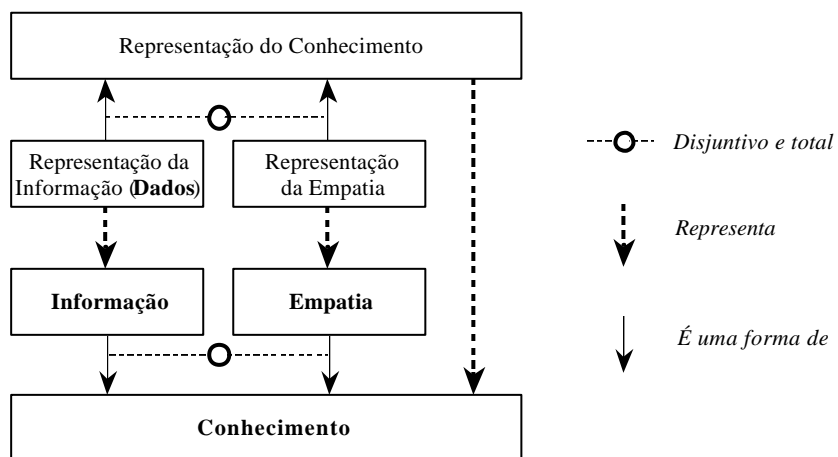 Representação do Conhecimento
Representação da
Informação (Dados)
Representação
da Empatia
Informação
Empatia
Conhecimento
Disjuntivo e total
Representa
É uma forma de